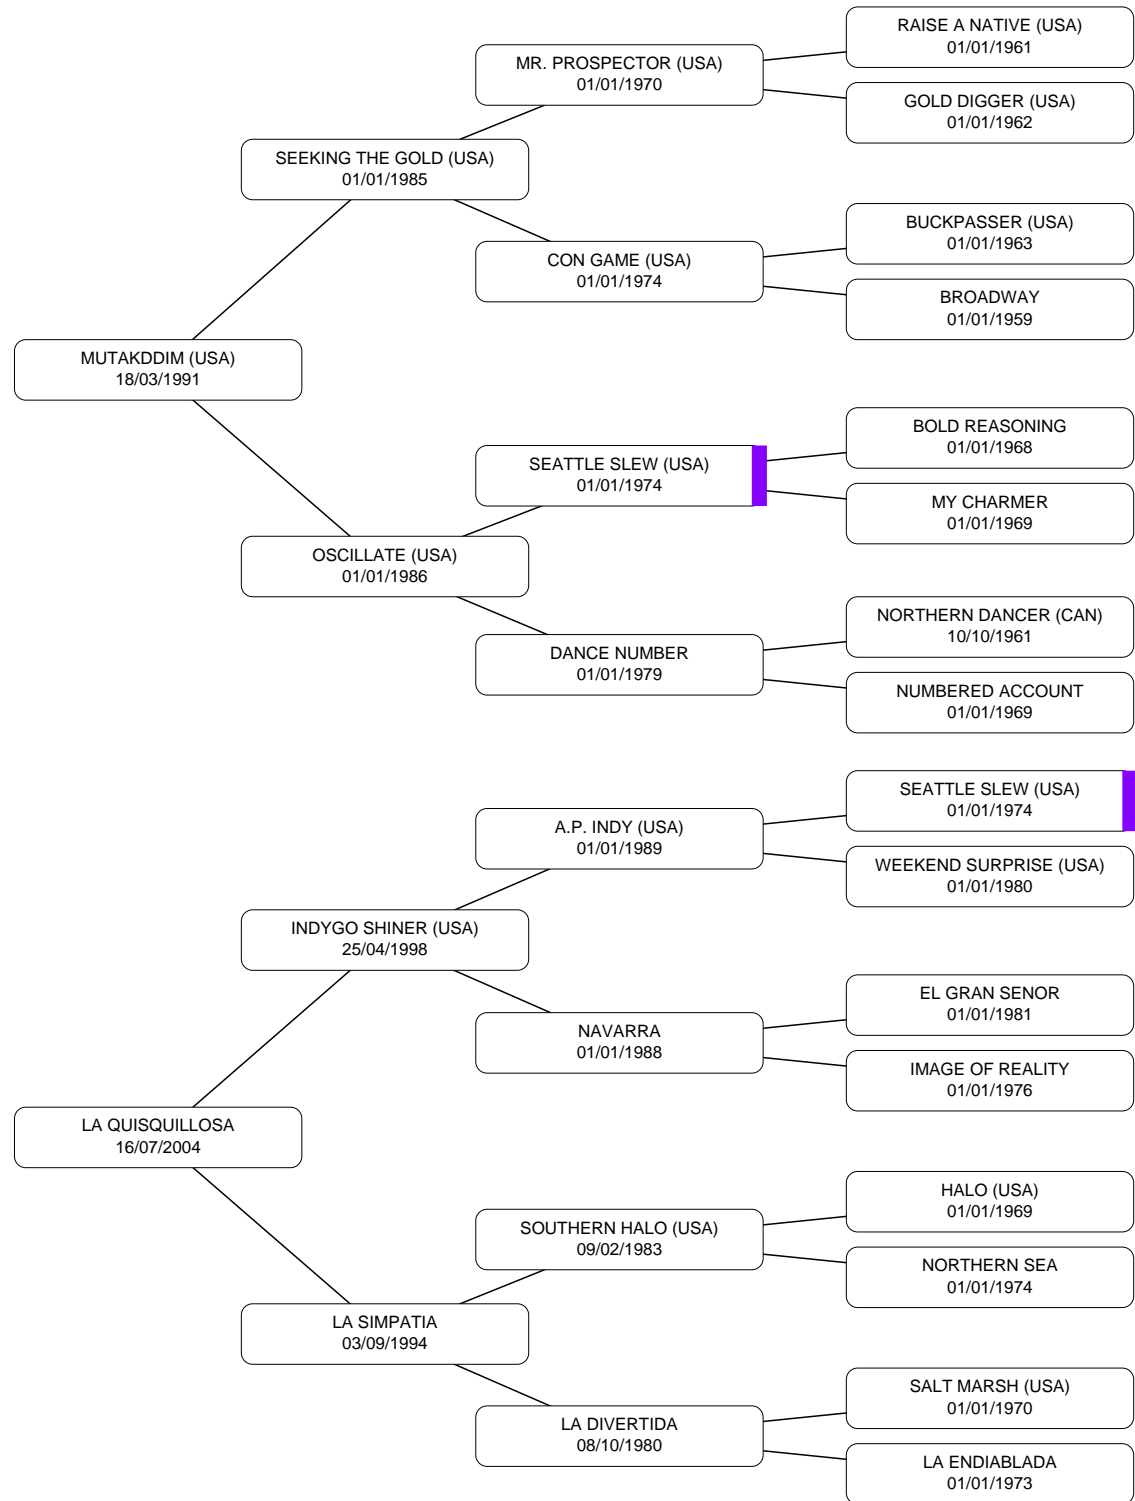 RAISE A NATIVE (USA)
01/01/1961
MR. PROSPECTOR (USA)
01/01/1970
GOLD DIGGER (USA)
01/01/1962
SEEKING THE GOLD (USA)
01/01/1985
BUCKPASSER (USA)
01/01/1963
CON GAME (USA)
01/01/1974
BROADWAY
01/01/1959
MUTAKDDIM (USA)
18/03/1991
BOLD REASONING
01/01/1968
SEATTLE SLEW (USA)
01/01/1974
MY CHARMER
01/01/1969
OSCILLATE (USA)
01/01/1986
NORTHERN DANCER (CAN)
10/10/1961
DANCE NUMBER
01/01/1979
NUMBERED ACCOUNT
01/01/1969
SEATTLE SLEW (USA)
01/01/1974
A.P. INDY (USA)
01/01/1989
WEEKEND SURPRISE (USA)
01/01/1980
INDYGO SHINER (USA)
25/04/1998
EL GRAN SENOR
01/01/1981
NAVARRA
01/01/1988
IMAGE OF REALITY
01/01/1976
LA QUISQUILLOSA
16/07/2004
HALO (USA)
01/01/1969
SOUTHERN HALO (USA)
09/02/1983
NORTHERN SEA
01/01/1974
LA SIMPATIA
03/09/1994
SALT MARSH (USA)
01/01/1970
LA DIVERTIDA
08/10/1980
LA ENDIABLADA
01/01/1973